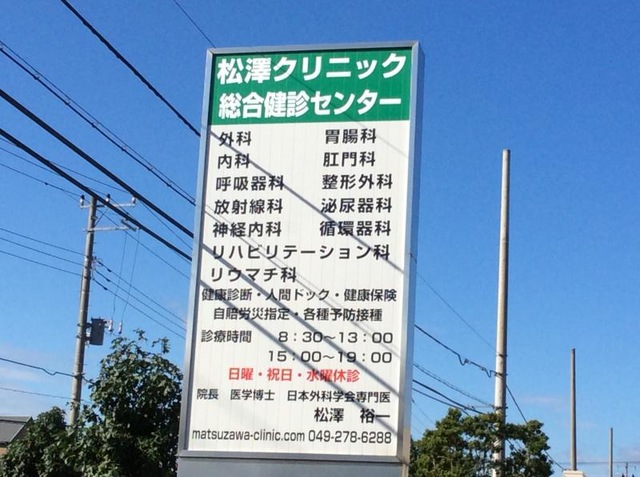 松澤クリニック
総合健診センター
外科 胃腸科
内科 肛門科
呼吸器科 整形外科
放射線科 泌尿器科
神経内科 循環器科
リハビリテーション科
リウマチ科
健康診断・人間ドック・健康保険
自賠労災指定・各種予防接種
診療時間 8:30~13:00
15:00~19:00
日曜・祝日・水曜休診
院長 医学博士 日本外科学会専門医
松澤 裕一
matsuzawa-clinic.com 049-278-6288